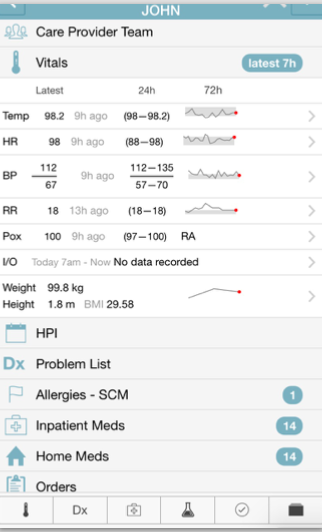 JOHN
Care Provider Team
Vitals latest 7h
Latest 24h 72h
Temp 98.2 9h ago (98–98.2)
HR 98 9h ago (88–98)
BP 112/67 9h ago 112–135 57–70
RR 18 13h ago (18–18)
Pox 100 9h ago (97–100) RA
I/O Today 7am - Now No data recorded
Weight 99.8 kg
Height 1.8 m BMI 29.58
HPI
Dx Problem List
Allergies - SCM 1
Inpatient Meds 14
Home Meds 14
Orders
Dx